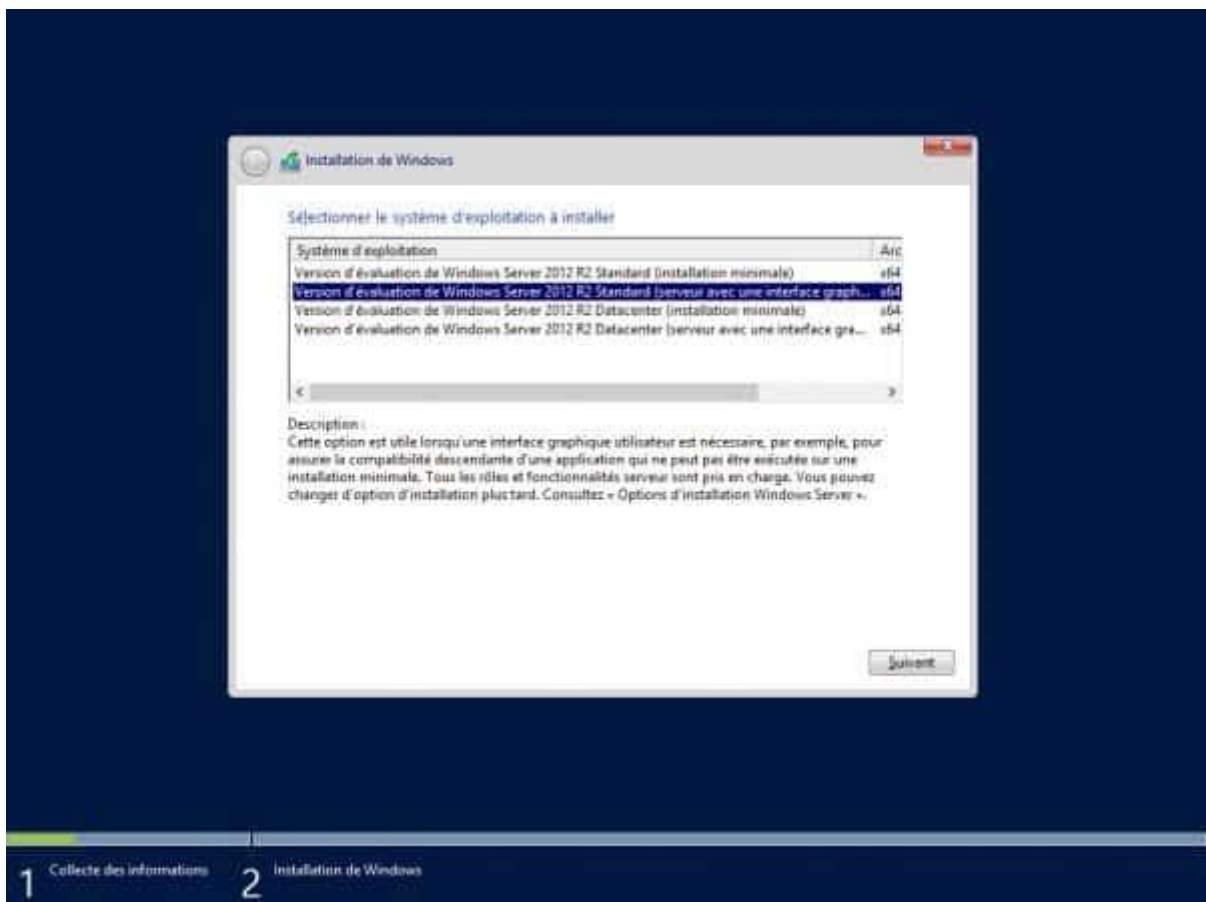 Installation de Windows
Sélectionner le système d'exploitation à installer
Système d'exploitation Arc
Version d'évaluation de Windows Server 2012 R2 Standard (installation minimale) x64
Version d'évaluation de Windows Server 2012 R2 Standard (serveur avec une interface graph... x64
Version d'évaluation de Windows Server 2012 R2 Datacenter (installation minimale) x64
Version d'évaluation de Windows Server 2012 R2 Datacenter (serveur avec une interface gra... x64
Description :
Cette option est utile lorsqu'une interface graphique utilisateur est nécessaire, par exemple, pour
assurer la compatibilité descendante d'une application qui ne peut pas être exécutée sur une
installation minimale. Tous les rôles et fonctionnalités serveur sont pris en charge. Vous pouvez
changer d'option d'installation plus tard. Consultez « Options d'installation Windows Server ».
Suivant
1 Collecte des informations 2 Installation de Windows